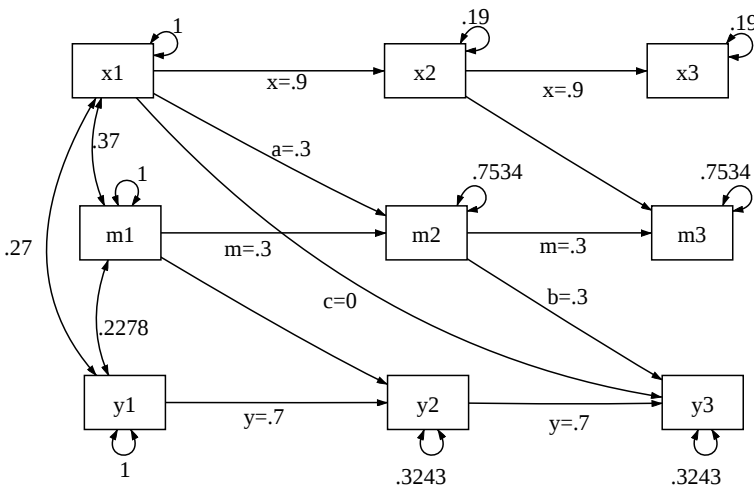 1
.19
.19
x1
x2
x3
x=.9
x=.9
.37
a=.3
1
.7534
.7534
m1
m2
m3
.27
m=.3
m=.3
c=0
b=.3
.2278
y1
y2
y3
y=.7
y=.7
1
.3243
.3243